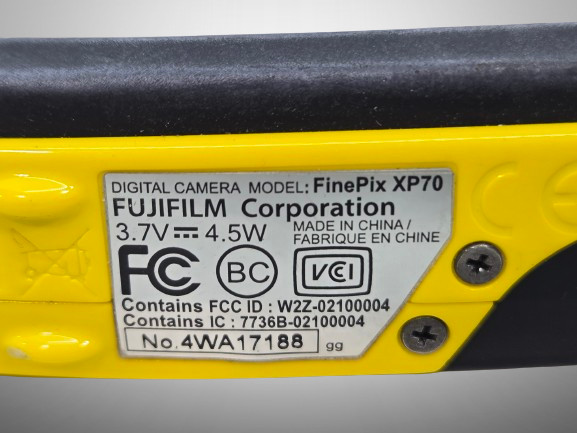 DIGITAL CAMERA MODEL: FinePix XP70
FUJIFILM Corporation
3.7V⎓4.5W
MADE IN CHINA/
FABRIQUE EN CHINE
FC
BC
VCI
Contains FCC ID : W2Z-02100004
Contains IC : 7736B-02100004
No.4WA17188
gg
CE